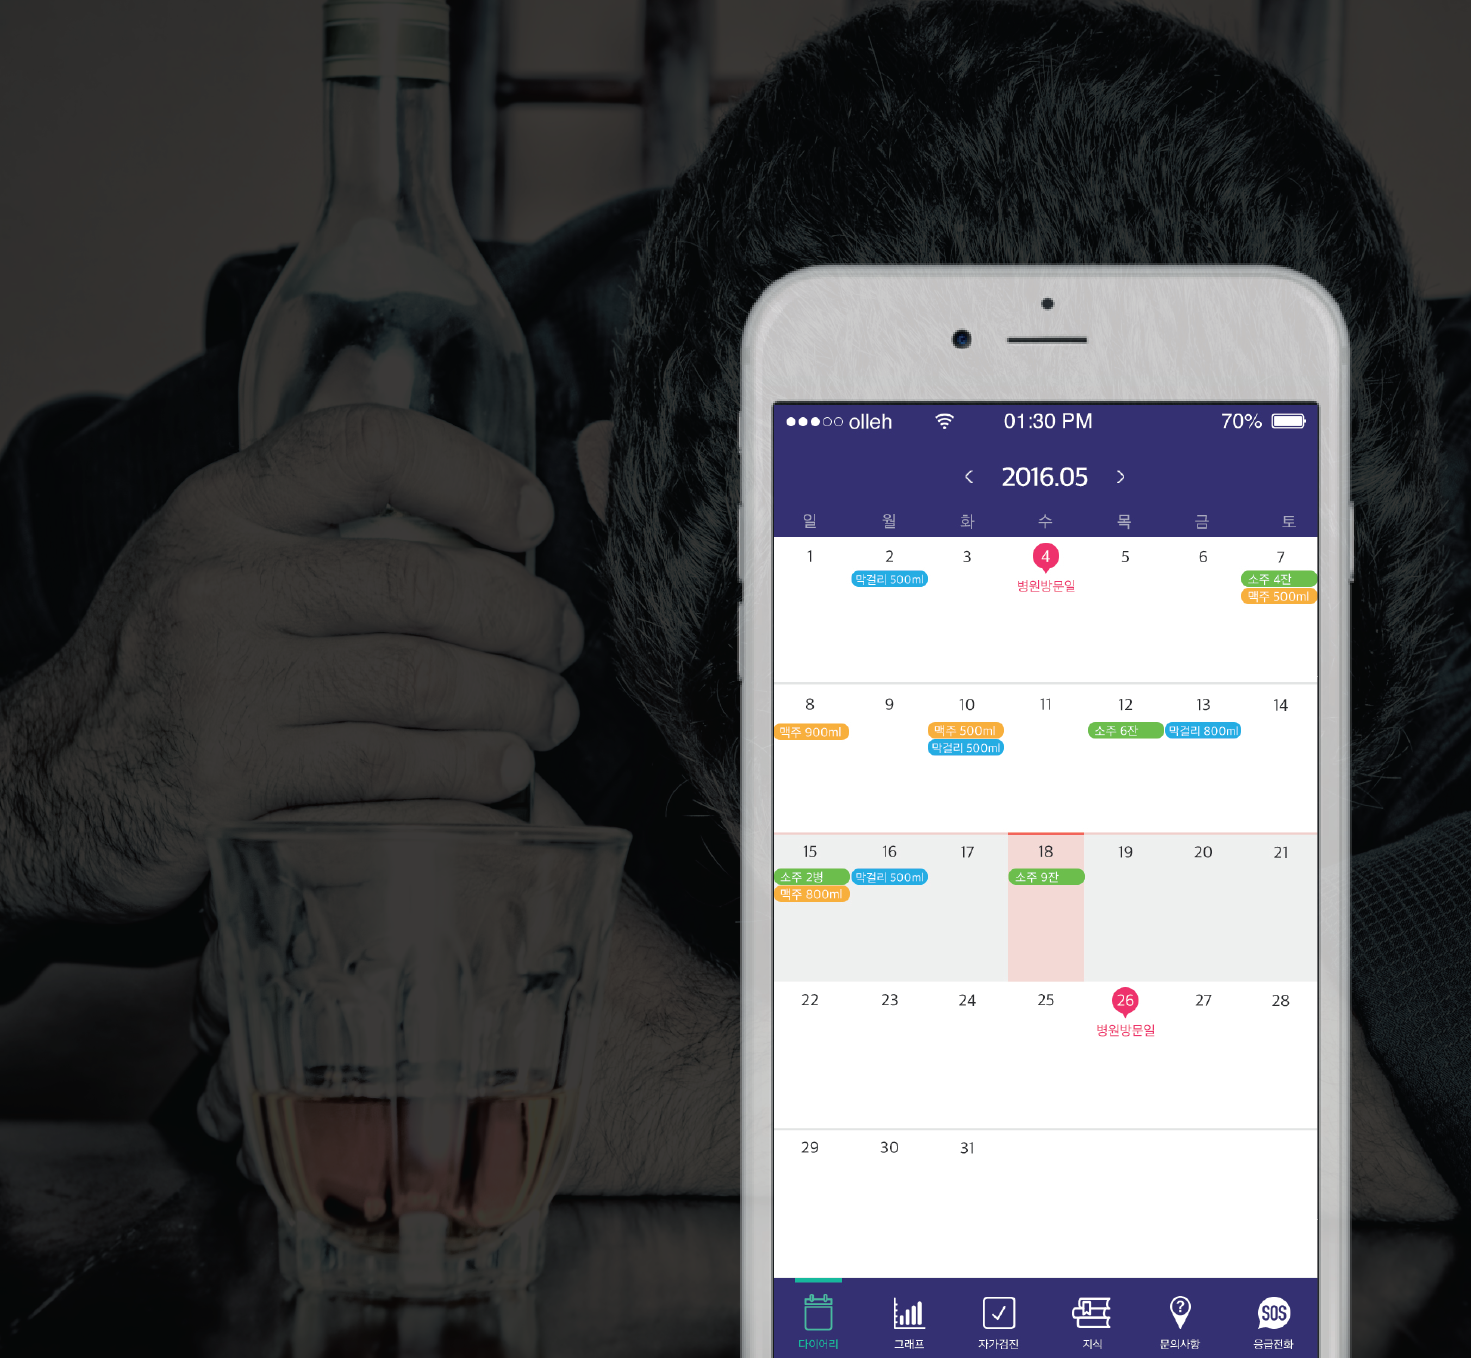 olleh 01:30 PM 70%
2016.05
일 월 화 수 목 금 토
1 2 3 4 5 6 7
막걸리 500ml 병원방문일 소주 4잔
맥주 500ml
8 9 10 11 12 13 14
맥주 900ml 맥주 500ml 소주 6잔 막걸리 800ml
막걸리 500ml
15 16 17 18 19 20 21
소주 2병 막걸리 500ml 소주 9잔
맥주 800ml
22 23 24 25 26 27 28
병원방문일
29 30 31
SOS
다이어리 그래프 자가검진 지식 문의사항 응급전화